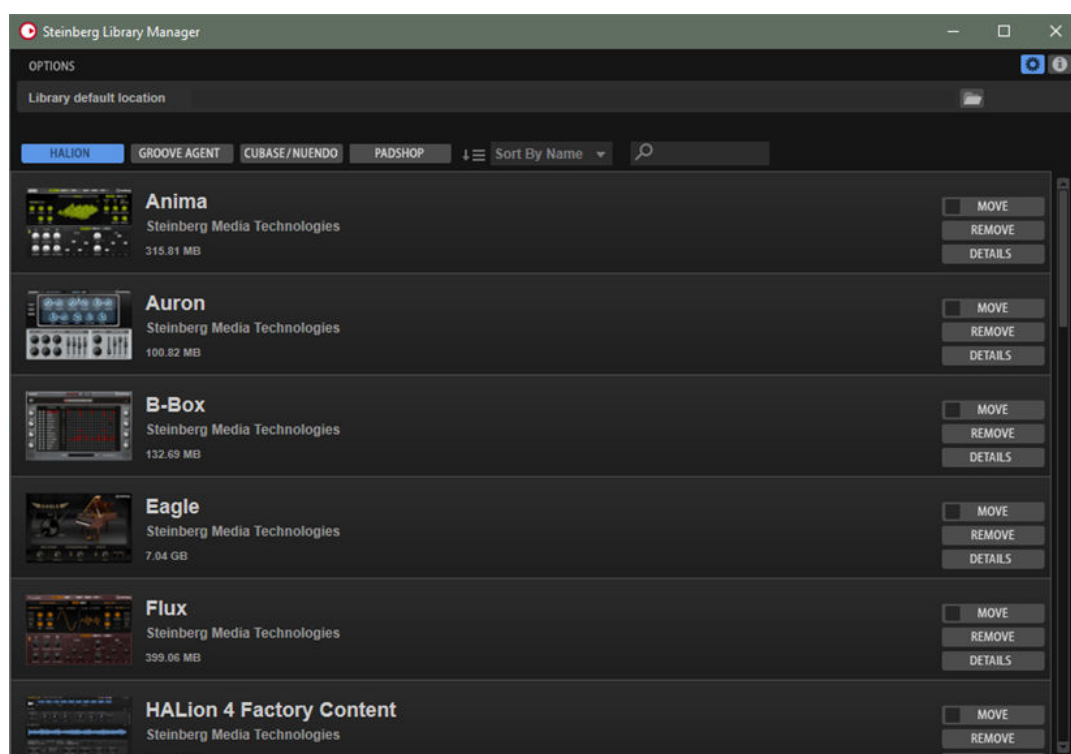 Steinberg Library Manager
OPTIONS
Library default location
HALION GROOVE AGENT CUBASE/NUENDO PADSHOP Sort By Name
Anima
Steinberg Media Technologies
315.81 MB
MOVE
REMOVE
DETAILS
Auron
Steinberg Media Technologies
100.82 MB
MOVE
REMOVE
DETAILS
B-Box
Steinberg Media Technologies
132.69 MB
MOVE
REMOVE
DETAILS
Eagle
Steinberg Media Technologies
7.04 GB
MOVE
REMOVE
DETAILS
Flux
Steinberg Media Technologies
399.06 MB
MOVE
REMOVE
DETAILS
HALion 4 Factory Content
Steinberg Media Technologies
MOVE
REMOVE